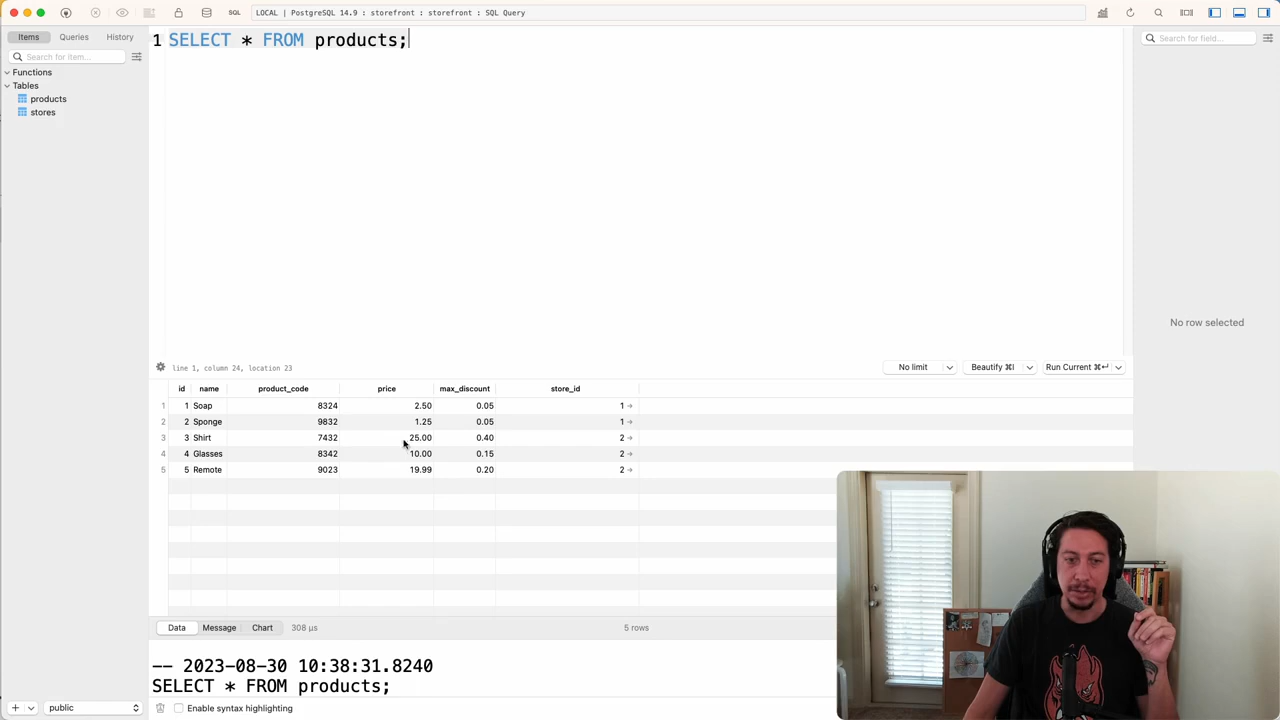 SQL
LOCAL | PostgreSQL 14.9 : storefront : storefront : SQL Query
Items
Queries
History
Search for item...
Functions
Tables
products
stores
1 SELECT * FROM products;
Search for field...
No row selected
line 1, column 24, location 23
No limit
Beautify ⌘I
Run Current ⌘↵
id name product_code price max_discount store_id
1 1 Soap 8324 2.50 0.05 1
2 2 Sponge 9832 1.25 0.05 1
3 3 Shirt 7432 25.00 0.40 2
4 4 Glasses 8342 10.00 0.15 2
5 5 Remote 9023 19.99 0.20 2
Data
Message
Chart
308 µs
5 rows
-- 2023-08-30 10:38:31.8240
SELECT * FROM products;
public
Enable syntax highlighting